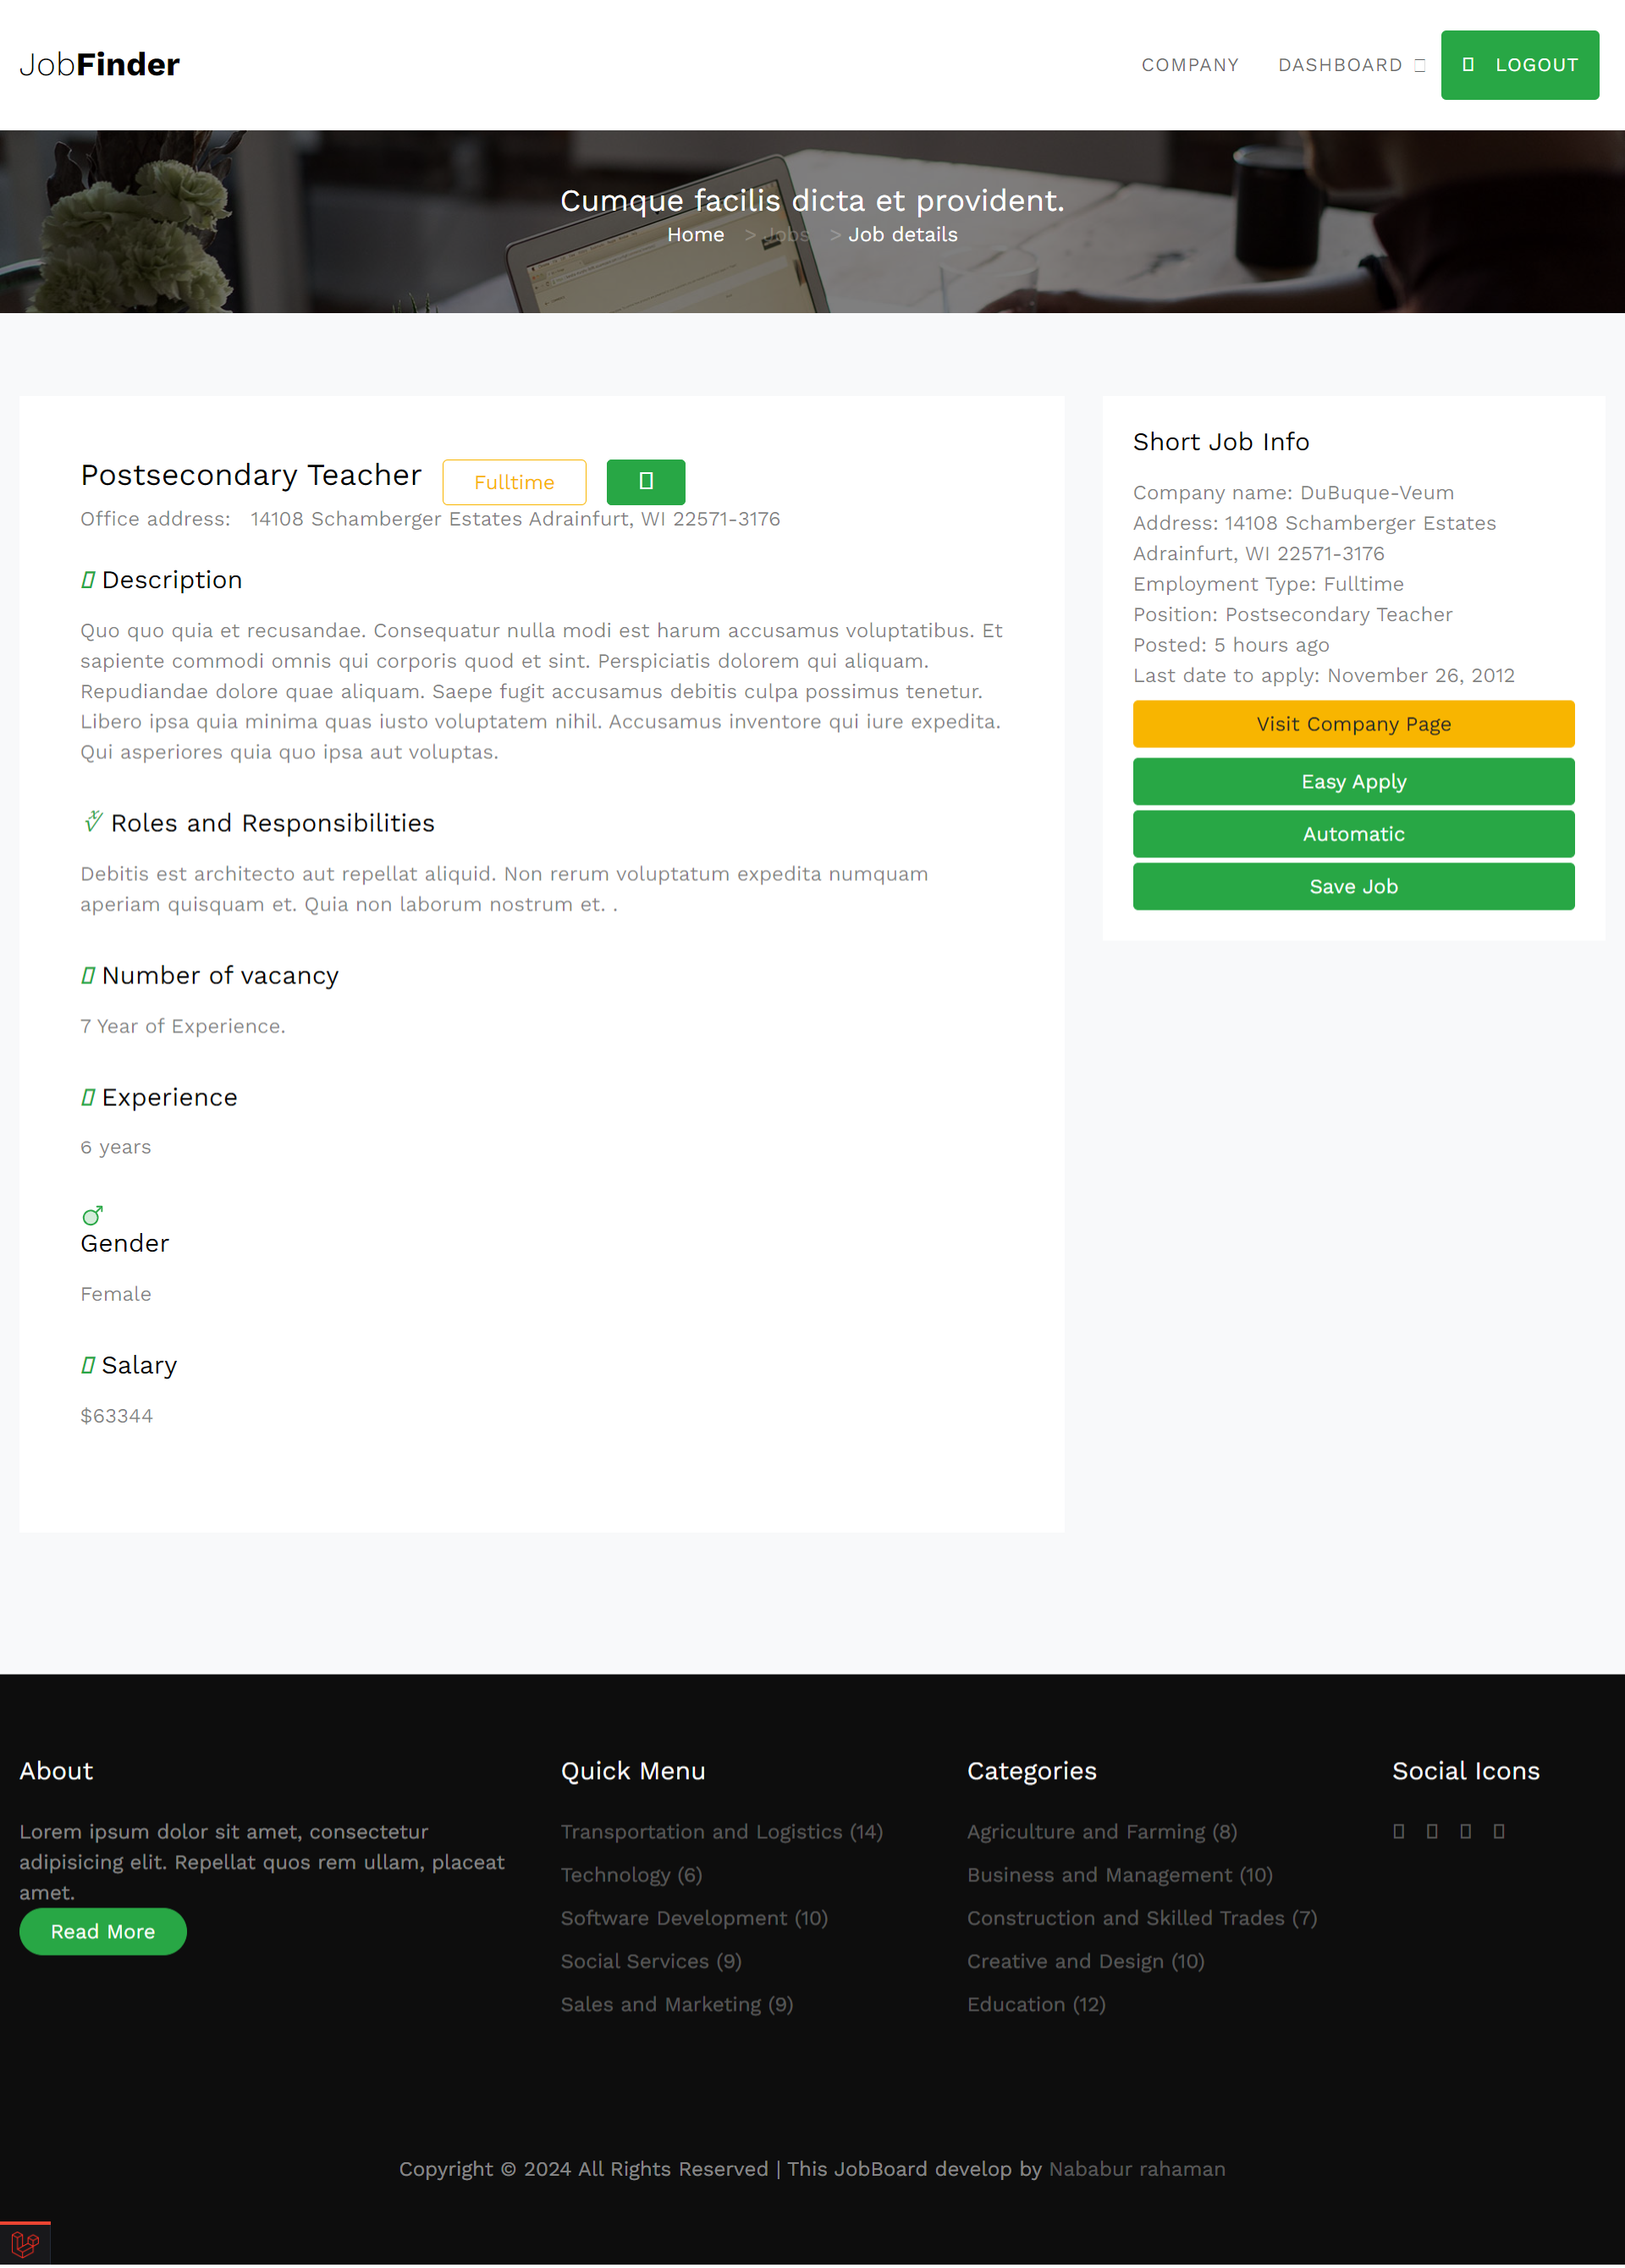 JobFinder
COMPANY
DASHBOARD
LOGOUT
Cumque facilis dicta et provident.
Home > Jobs > Job details
Postsecondary Teacher
Fulltime
Office address: 14108 Schamberger Estates Adrainfurt, WI 22571-3176
Description
Quo quo quia et recusandae. Consequatur nulla modi est harum accusamus voluptatibus. Et
sapiente commodi omnis qui corporis quod et sint. Perspiciatis dolorem qui aliquam.
Repudiandae dolore quae aliquam. Saepe fugit accusamus debitis culpa possimus tenetur.
Libero ipsa quia minima quas iusto voluptatem nihil. Accusamus inventore qui iure expedita.
Qui asperiores quia quo ipsa aut voluptas.
Roles and Responsibilities
Debitis est architecto aut repellat aliquid. Non rerum voluptatum expedita numquam
aperiam quisquam et. Quia non laborum nostrum et. .
Number of vacancy
7 Year of Experience.
Experience
6 years
Gender
Female
Salary
$63344
Short Job Info
Company name: DuBuque-Veum
Address: 14108 Schamberger Estates
Adrainfurt, WI 22571-3176
Employment Type: Fulltime
Position: Postsecondary Teacher
Posted: 5 hours ago
Last date to apply: November 26, 2012
Visit Company Page
Easy Apply
Automatic
Save Job
About
Lorem ipsum dolor sit amet, consectetur
adipisicing elit. Repellat quos rem ullam, placeat
amet.
Read More
Quick Menu
Transportation and Logistics (14)
Technology (6)
Software Development (10)
Social Services (9)
Sales and Marketing (9)
Categories
Agriculture and Farming (8)
Business and Management (10)
Construction and Skilled Trades (7)
Creative and Design (10)
Education (12)
Social Icons
Copyright © 2024 All Rights Reserved | This JobBoard develop by Nababur rahaman